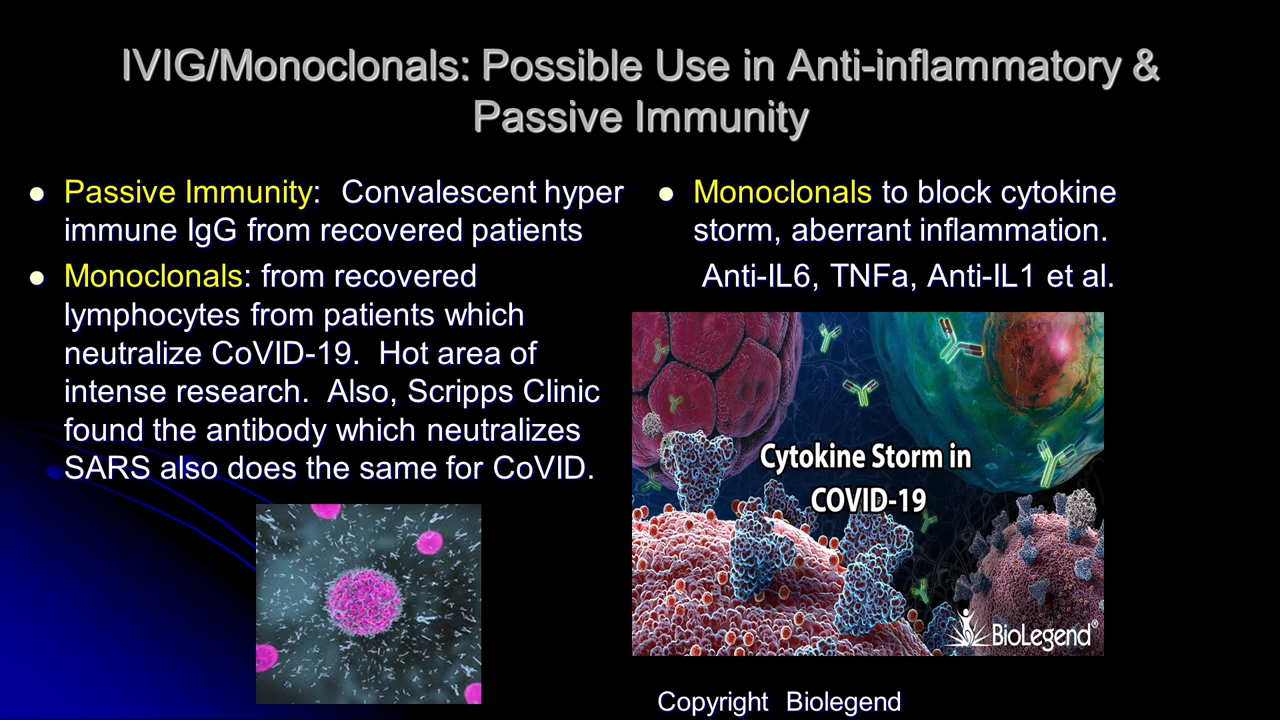 IVIG/Monoclonals: Possible Use in Anti-inflammatory &
Passive Immunity
Passive Immunity: Convalescent hyper
immune IgG from recovered patients
Monoclonals: from recovered
lymphocytes from patients which
neutralize CoVID-19. Hot area of
intense research. Also, Scripps Clinic
found the antibody which neutralizes
SARS also does the same for CoVID.
Monoclonals to block cytokine
storm, aberrant inflammation.
Anti-IL6, TNFa, Anti-IL1 et al.
Cytokine Storm in
COVID-19
BioLegend®
Copyright Biolegend